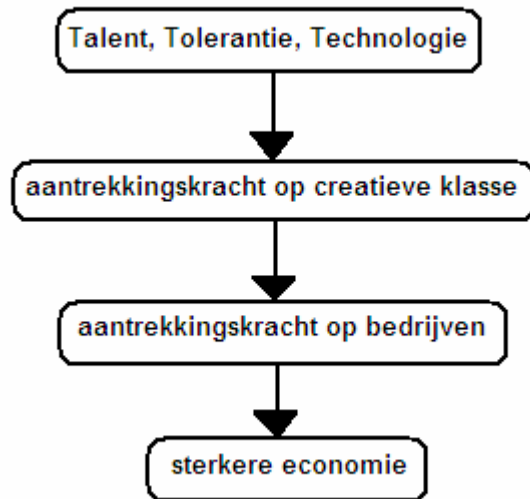 Talent, Tolerantie, Technologie
aantrekkingskracht op creatieve klasse
aantrekkingskracht op bedrijven
sterkere economie